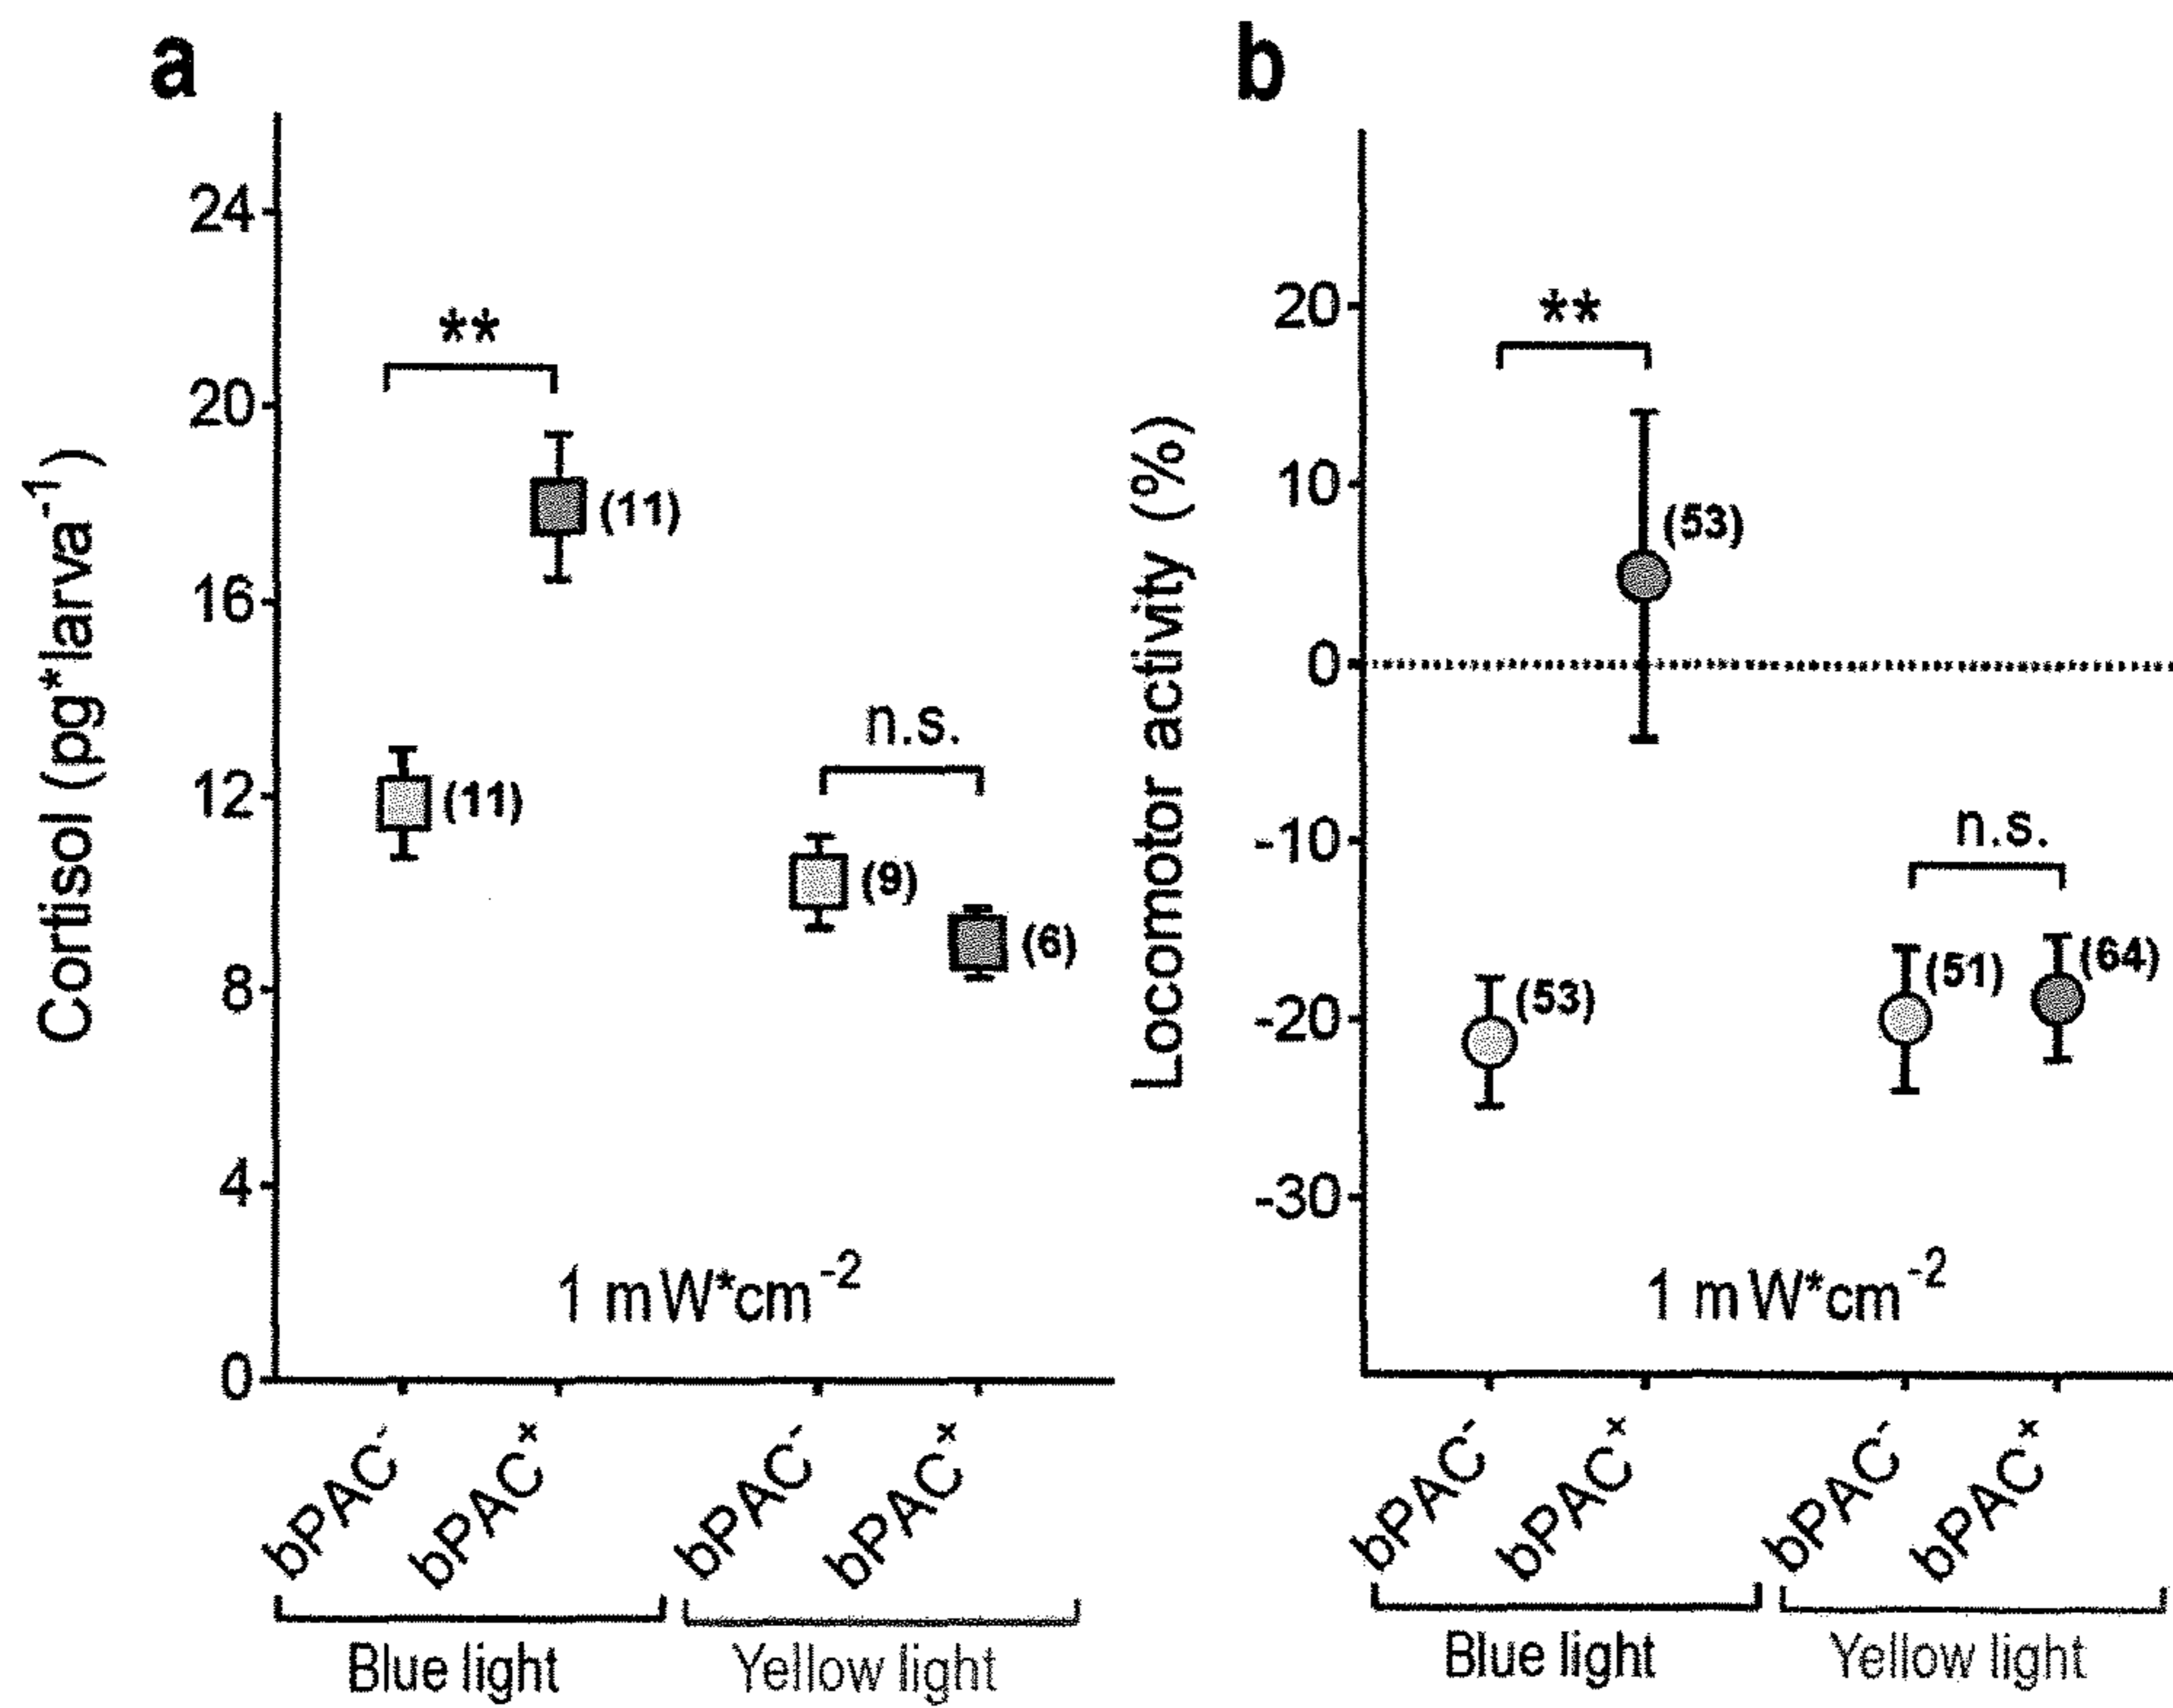 a
Cortisol (pg*larva⁻¹)
24
20
16
12
8
4
0
**
(11)
(11)
n.s.
(9)
(6)
1 mW*cm⁻²
bPAC⁻
bPAC⁺
bPAC⁻
bPAC⁺
Blue light
Yellow light
b
Locomotor activity (%)
20
10
0
-10
-20
-30
**
(53)
(53)
n.s.
(51)
(64)
1 mW*cm⁻²
bPAC⁻
bPAC⁺
bPAC⁻
bPAC⁺
Blue light
Yellow light